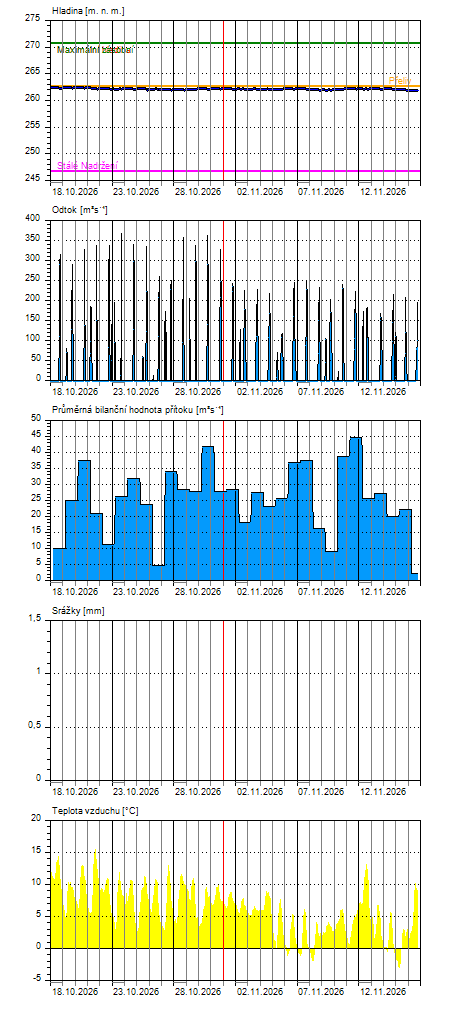 Hladina [m. n. m.]
275
270
265
260
255
250
245
Maximální
Přeliv
Stálé Nadržení
18.10.2026 23.10.2026 28.10.2026 02.11.2026 07.11.2026 12.11.2026
Odtok [m³s⁻¹]
400
350
300
250
200
150
100
50
0
18.10.2026 23.10.2026 28.10.2026 02.11.2026 07.11.2026 12.11.2026
Průměrná bilanční hodnota přítoku [m³s⁻¹]
50
45
40
35
30
25
20
15
10
5
0
18.10.2026 23.10.2026 28.10.2026 02.11.2026 07.11.2026 12.11.2026
Srážky [mm]
1,5
1
0,5
0
18.10.2026 23.10.2026 28.10.2026 02.11.2026 07.11.2026 12.11.2026
Teplota vzduchu [°C]
20
15
10
5
0
-5
18.10.2026 23.10.2026 28.10.2026 02.11.2026 07.11.2026 12.11.2026